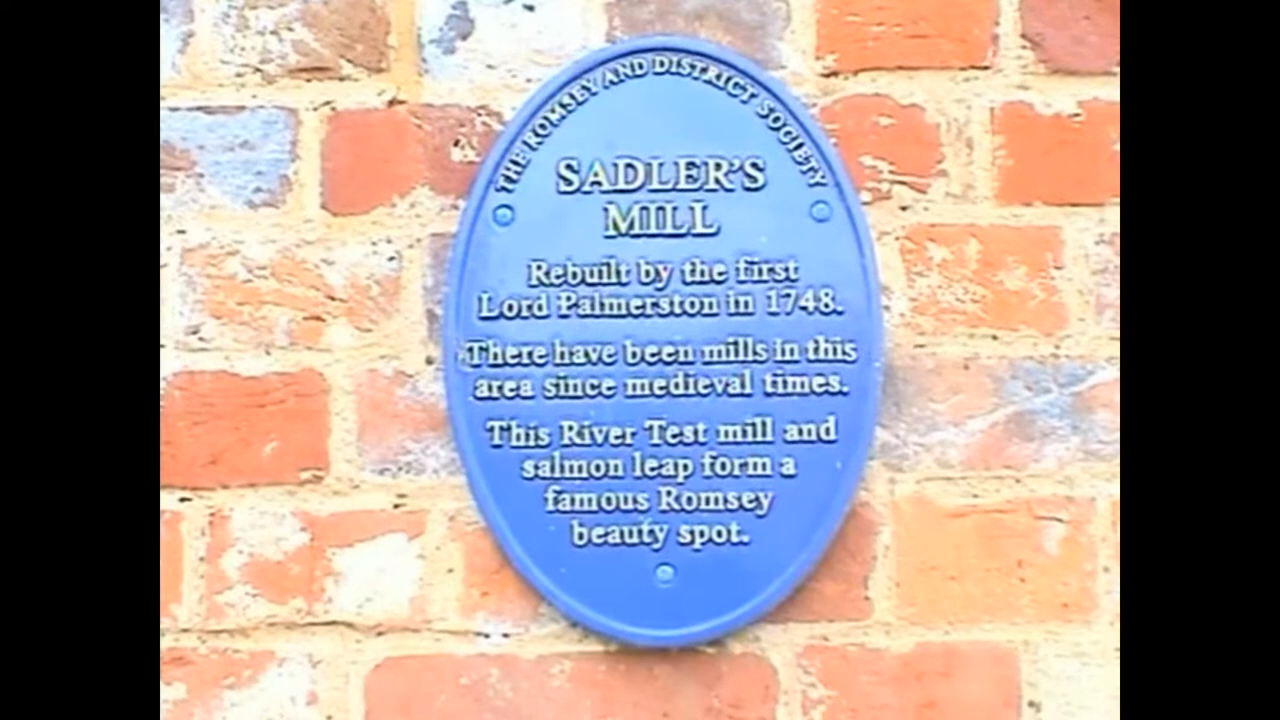 THE ROMSEY AND DISTRICT SOCIETY
SADLER'S
MILL
Rebuilt by the first
Lord Palmerston in 1748.
There have been mills in this
area since medieval times.
This River Test mill and
salmon leap form a
famous Romsey
beauty spot.